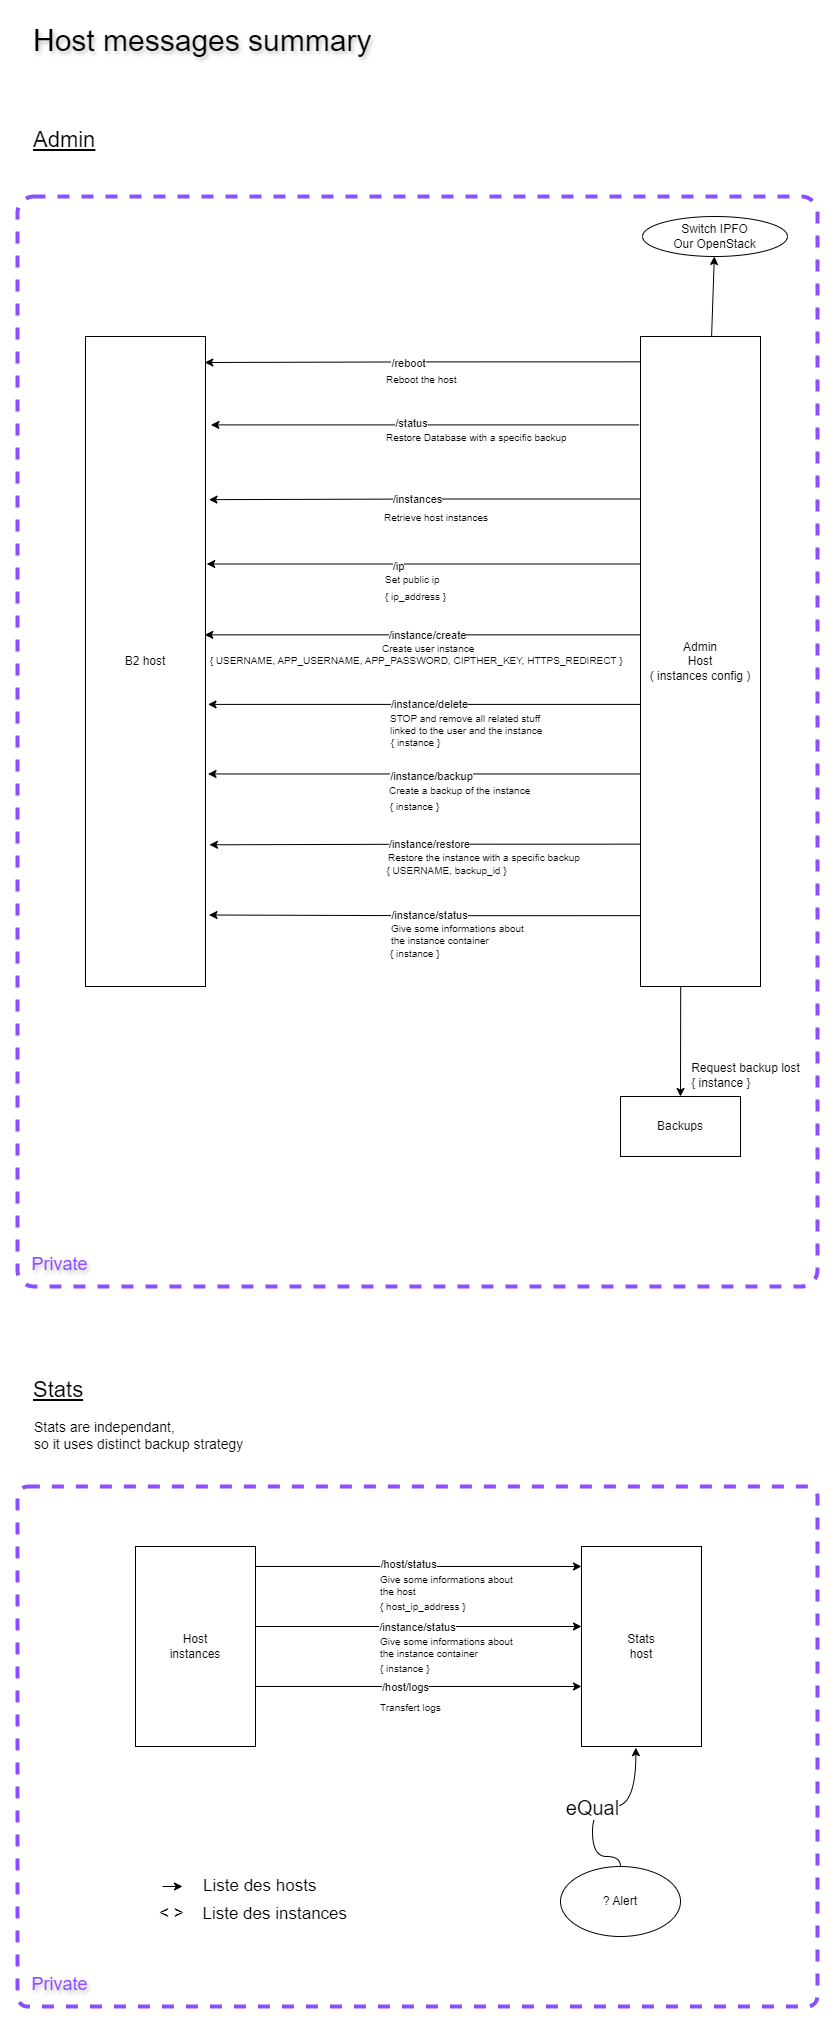 Host messages summary
Admin
Switch IPFO
Our OpenStack
/reboot
Reboot the host
/status
Restore Database with a specific backup
/instances
Retrieve host instances
/ip
Set public ip
{ ip_address }
/instance/create
Create user instance
{ USERNAME, APP_USERNAME, APP_PASSWORD, CIPTHER_KEY, HTTPS_REDIRECT }
B2 host
Admin
Host
( instances config )
/instance/delete
STOP and remove all related stuff
linked to the user and the instance
{ instance }
/instance/backup
Create a backup of the instance
{ instance }
/instance/restore
Restore the instance with a specific backup
{ USERNAME, backup_id }
/instance/status
Give some informations about
the instance container
{ instance }
Request backup lost
{ instance }
Backups
Private
Stats
Stats are independant,
so it uses distinct backup strategy
/host/status
Give some informations about
the host
{ host_ip_address }
Host
instances
/instance/status
Give some informations about
the instance container
{ instance }
Stats
host
/host/logs
Transfert logs
eQual
? Alert
Liste des hosts
< > Liste des instances
Private